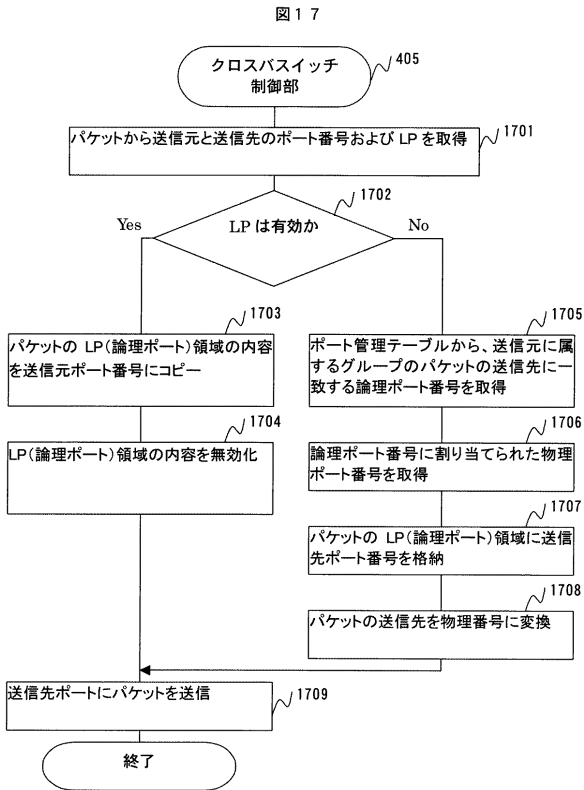 図１７
クロスバスイッチ
制御部
405
パケットから送信元と送信先のポート番号および LP を取得
1701
1702
LP は有効か
Yes
No
1703
パケットの LP（論理ポート）領域の内容
を送信元ポート番号にコピー
1704
LP（論理ポート）領域の内容を無効化
1705
ポート管理テーブルから、送信元に属
するグループのパケットの送信先に一
致する論理ポート番号を取得
1706
論理ポート番号に割り当てられた物理
ポート番号を取得
1707
パケットの LP（論理ポート）領域に送信
先ポート番号を格納
1708
パケットの送信先を物理番号に変換
送信先ポートにパケットを送信
1709
終了